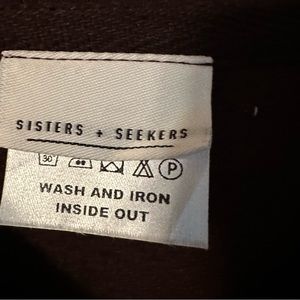 SISTERS + SEEKERS
30 P
WASH AND IRON
INSIDE OUT